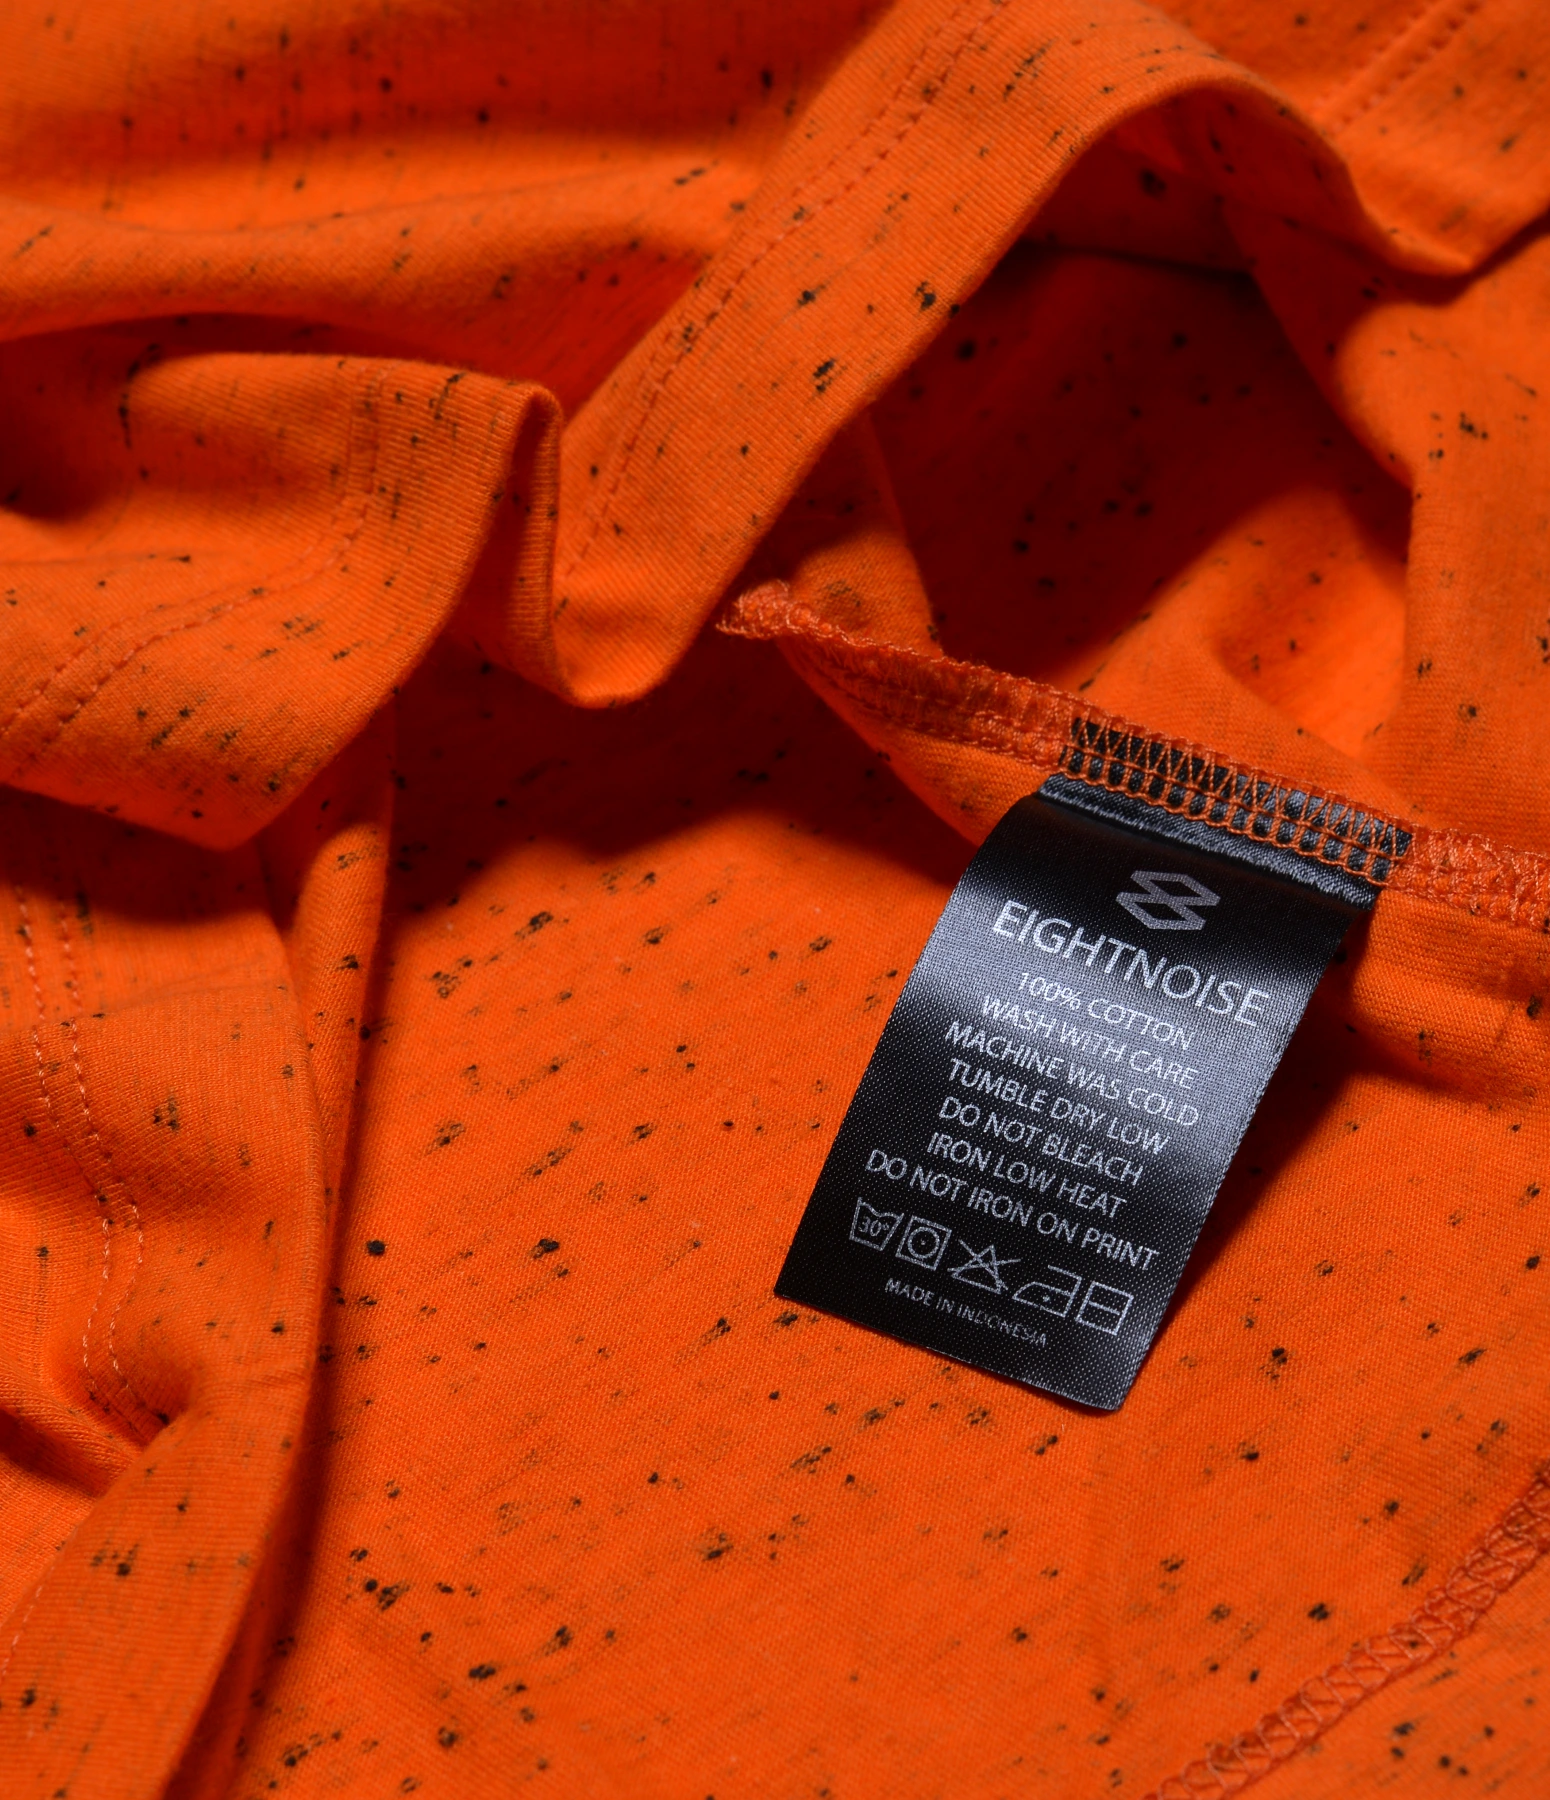 EIGHTNOISE
100% COTTON
WASH WITH CARE
MACHINE WAS COLD
TUMBLE DRY LOW
DO NOT BLEACH
IRON LOW HEAT
DO NOT IRON ON PRINT
30°
MADE IN INDONESIA